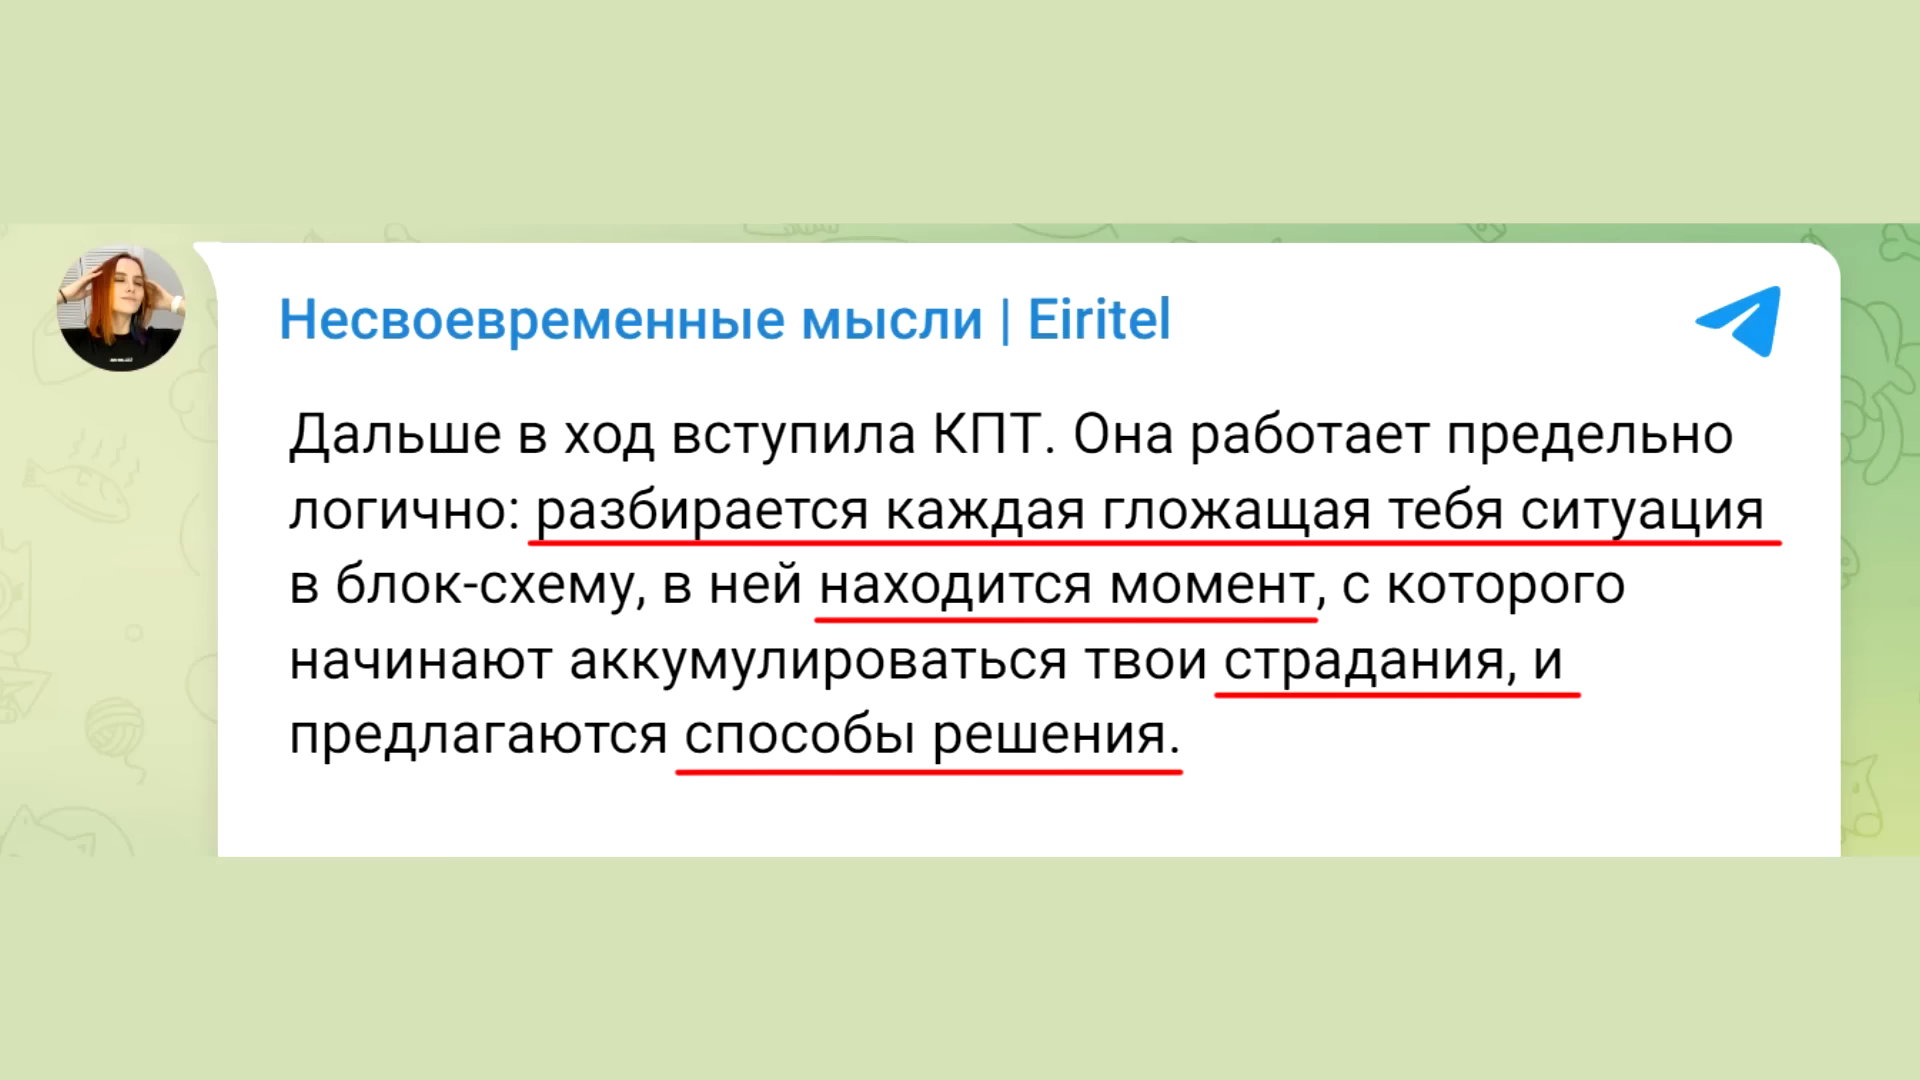 Несвоевременные мысли | Eiritel
Дальше в ход вступила КПТ. Она работает предельно
логично: разбирается каждая гложащая тебя ситуация
в блок-схему, в ней находится момент, с которого
начинают аккумулироваться твои страдания, и
предлагаются способы решения.